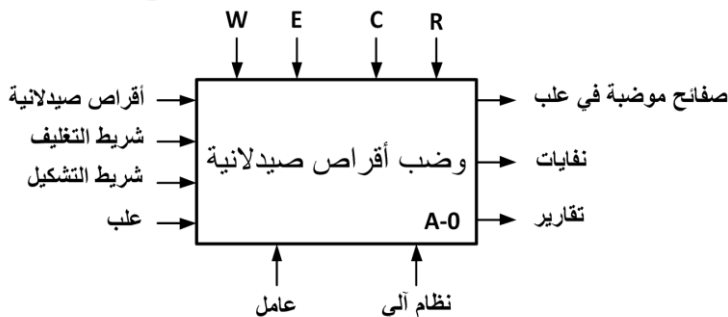 W E C R
أقراص صيدلانية
شريط التغليف
شريط التشكيل
علب
وضب أقراص صيدلانية
A-0
صفائح موضبة في علب
نفايات
تقارير
عامل
نظام آلي